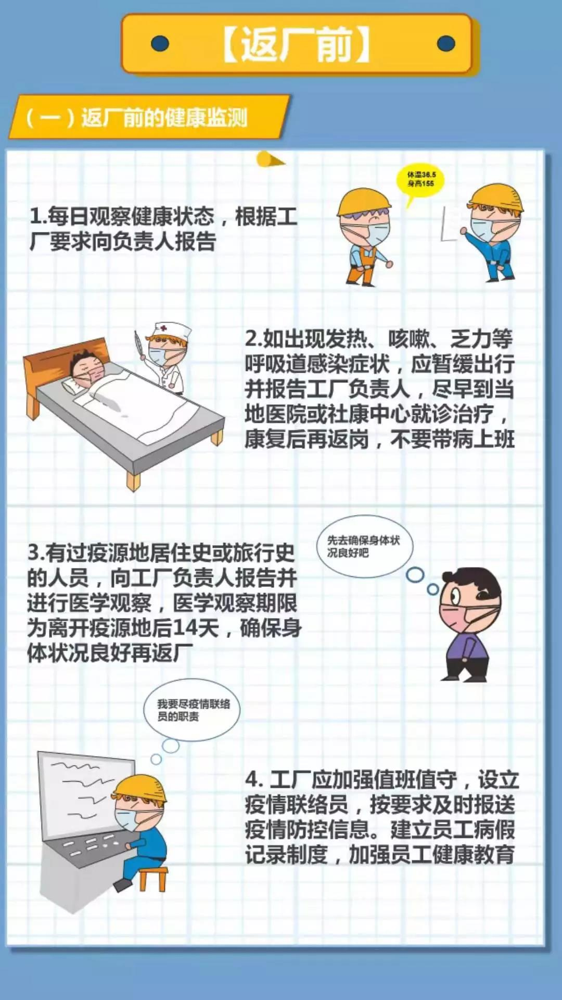 【返厂前】
（一）返厂前的健康监测
体温36.5
身高155
1.每日观察健康状态，根据工
厂要求向负责人报告
2.如出现发热、咳嗽、乏力等
呼吸道感染症状，应暂缓出行
并报告工厂负责人，尽早到当
地医院或社康中心就诊治疗，
康复后再返岗，不要带病上班
先去确保身体状
况良好吧
3.有过疫源地居住史或旅行史
的人员，向工厂负责人报告并
进行医学观察，医学观察期限
为离开疫源地后14天，确保身
体状况良好再返厂
我要尽疫情联络
员的职责
4. 工厂应加强值班值守，设立
疫情联络员，按要求及时报送
疫情防控信息。建立员工病假
记录制度，加强员工健康教育